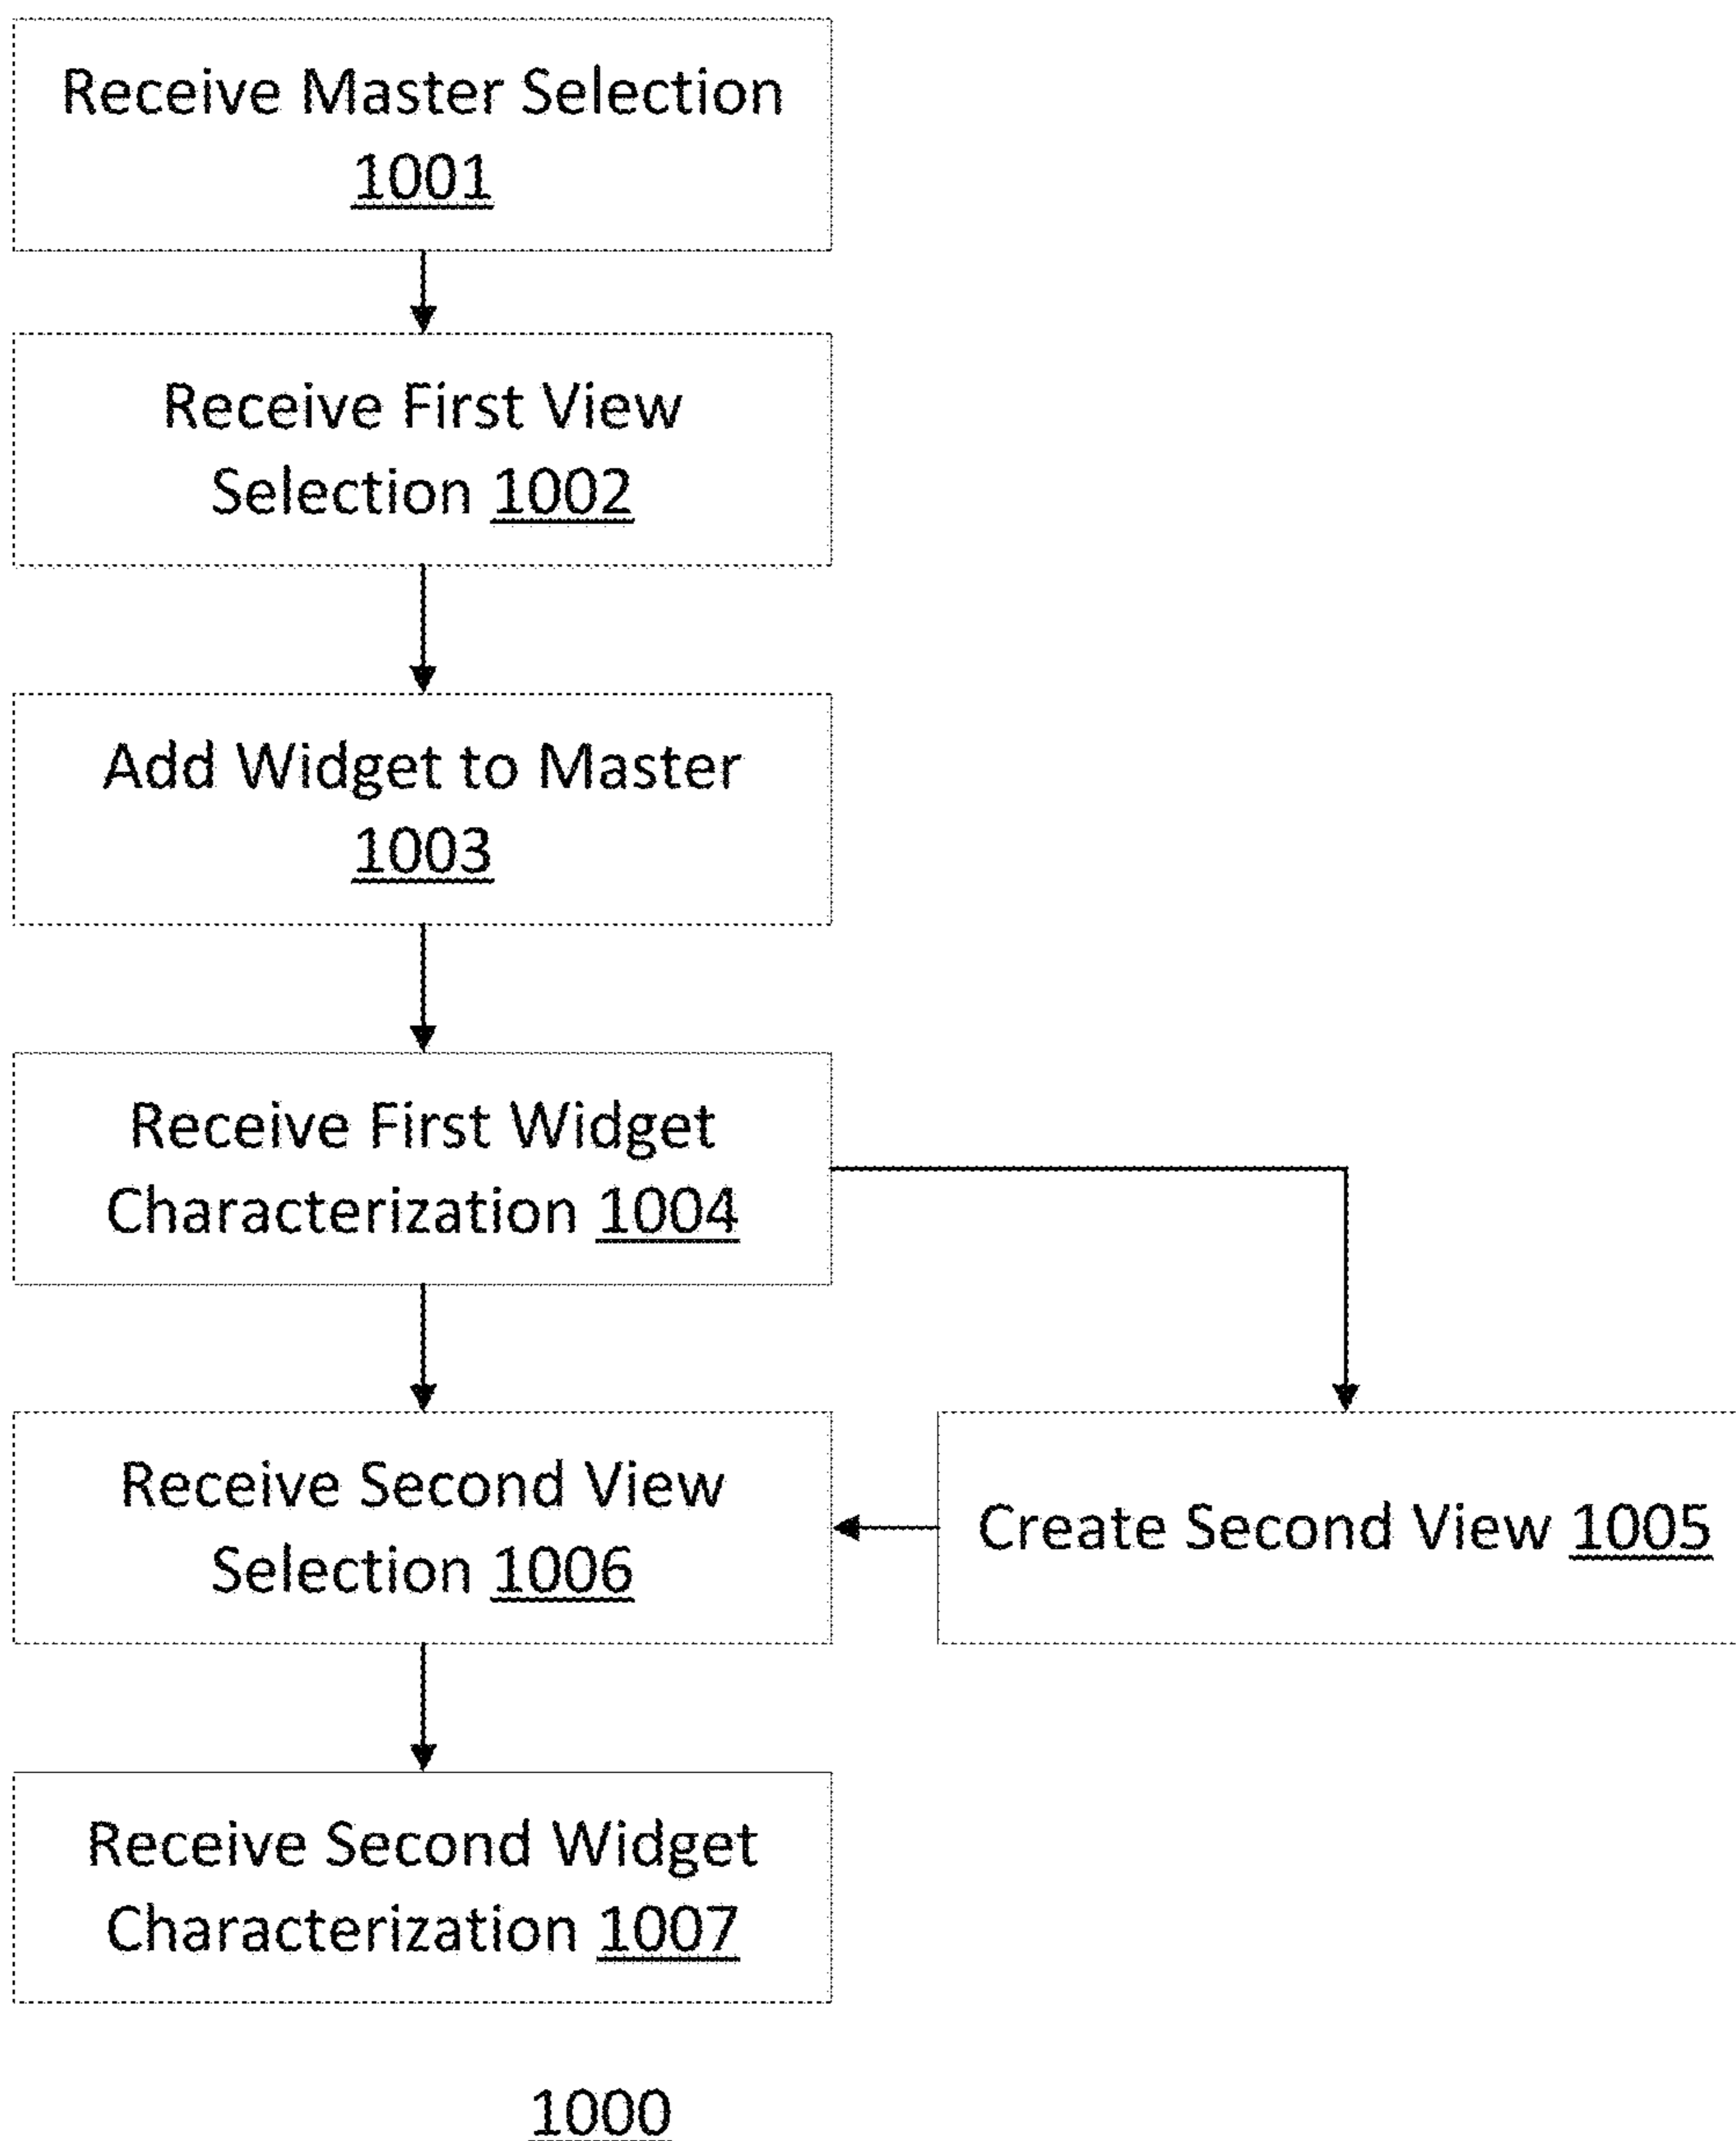 Receive Master Selection
1001
Receive First View
Selection 1002
Add Widget to Master
1003
Receive First Widget
Characterization 1004
Receive Second View
Selection 1006
Create Second View 1005
Receive Second Widget
Characterization 1007
1000